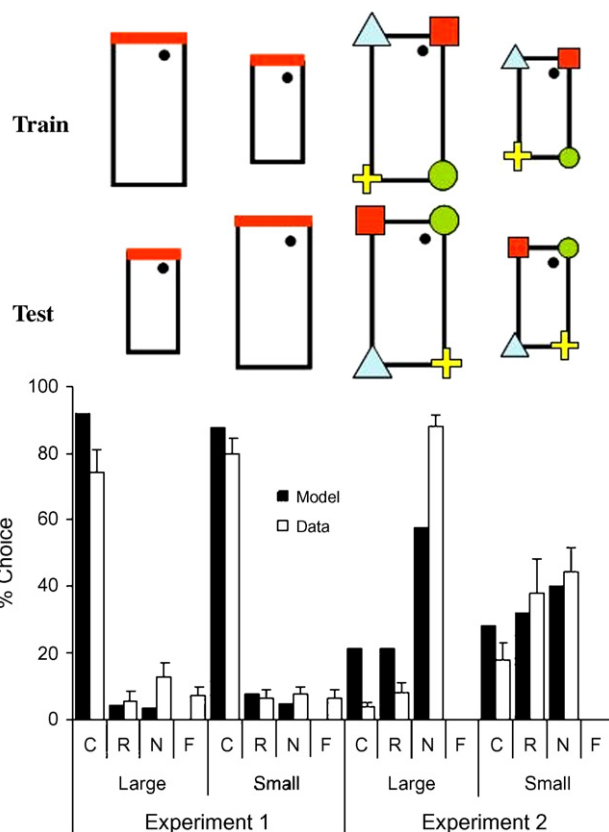 Train
Test
100
80
60
40
20
0
% Choice
Model
Data
C R N F C R N F C R N F C R N F
Large Small Large Small
Experiment 1 Experiment 2